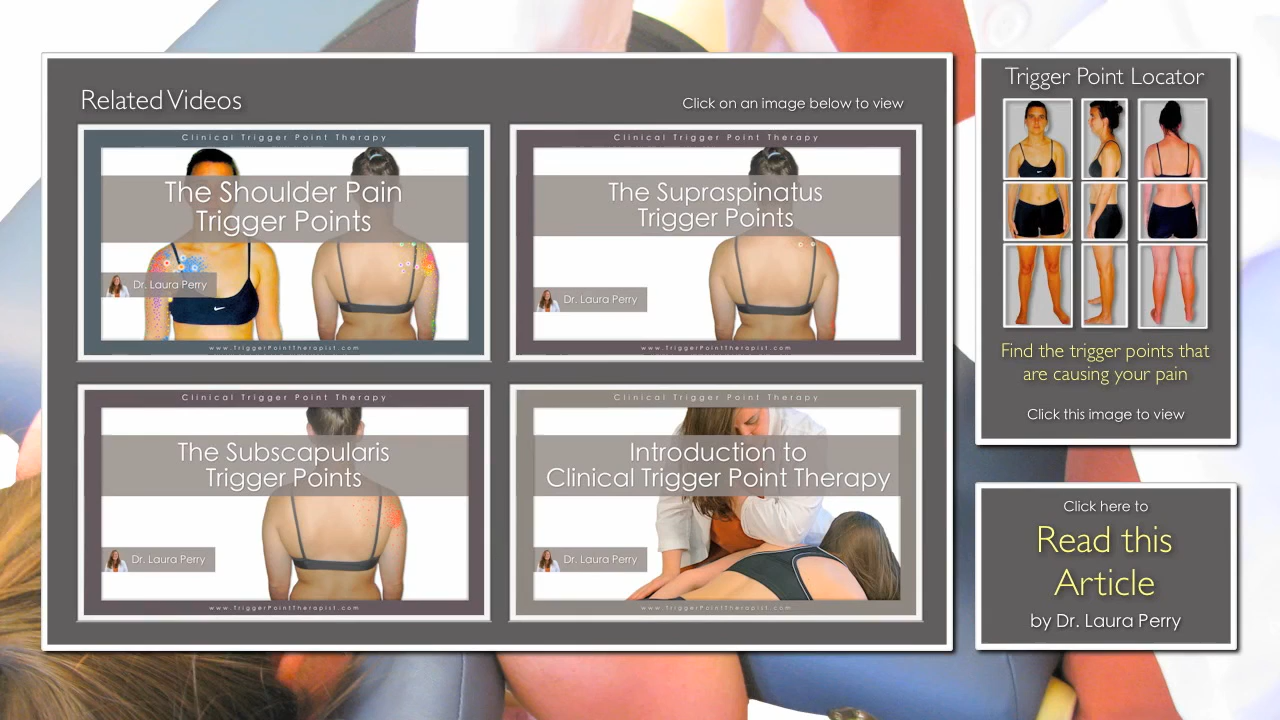 Related Videos
Click on an image below to view
Clinical Trigger Point Therapy
The Shoulder Pain
Trigger Points
Dr. Laura Perry
www.TriggerPointTherapist.com
Clinical Trigger Point Therapy
The Supraspinatus
Trigger Points
Dr. Laura Perry
www.TriggerPointTherapist.com
Clinical Trigger Point Therapy
The Subscapularis
Trigger Points
Dr. Laura Perry
www.TriggerPointTherapist.com
Clinical Trigger Point Therapy
Introduction to
Clinical Trigger Point Therapy
Dr. Laura Perry
www.TriggerPointTherapist.com
Trigger Point Locator
Find the trigger points that
are causing your pain
Click this image to view
Click here to
Read this
Article
by Dr. Laura Perry